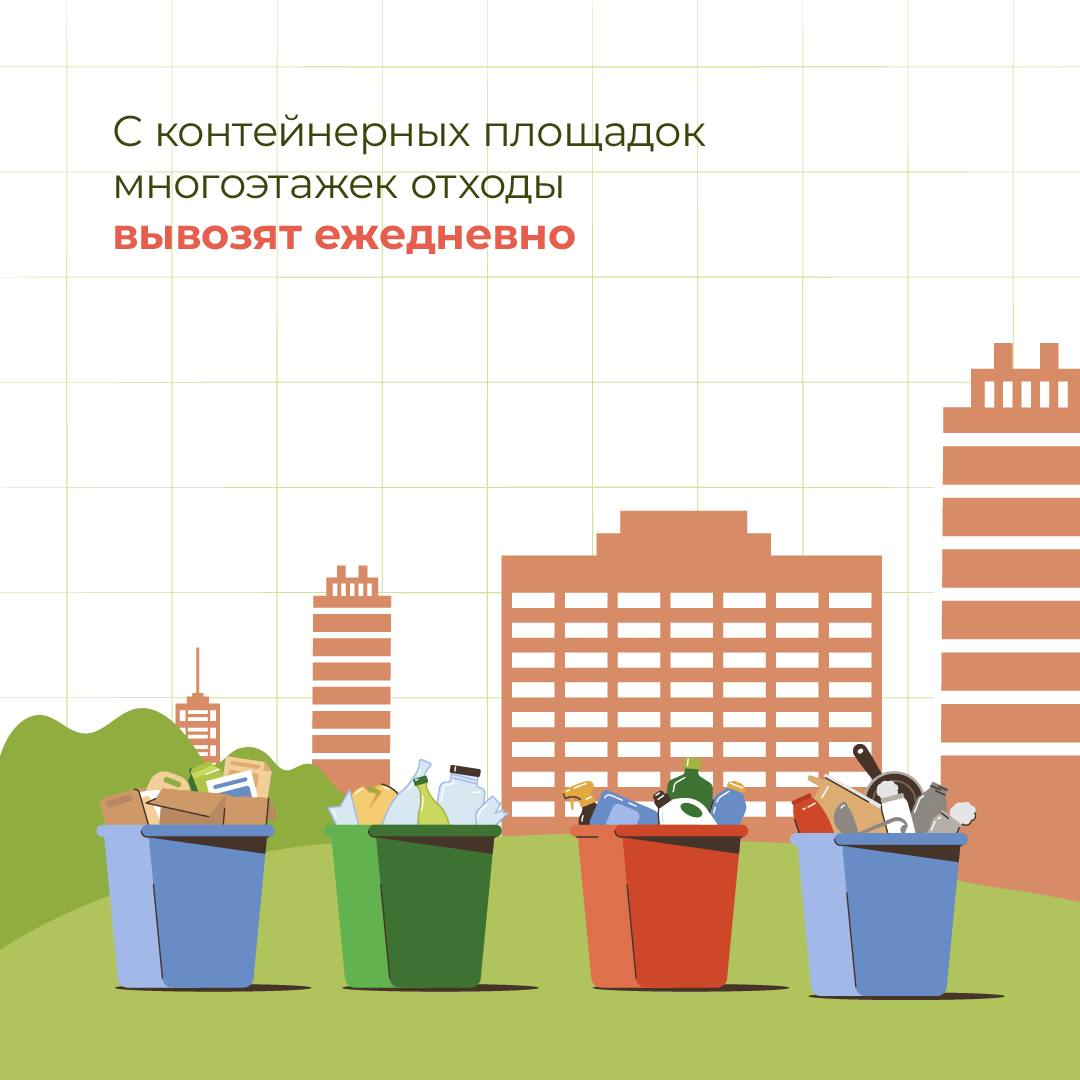 С контейнерных площадок
многоэтажек отходы
вывозят ежедневно